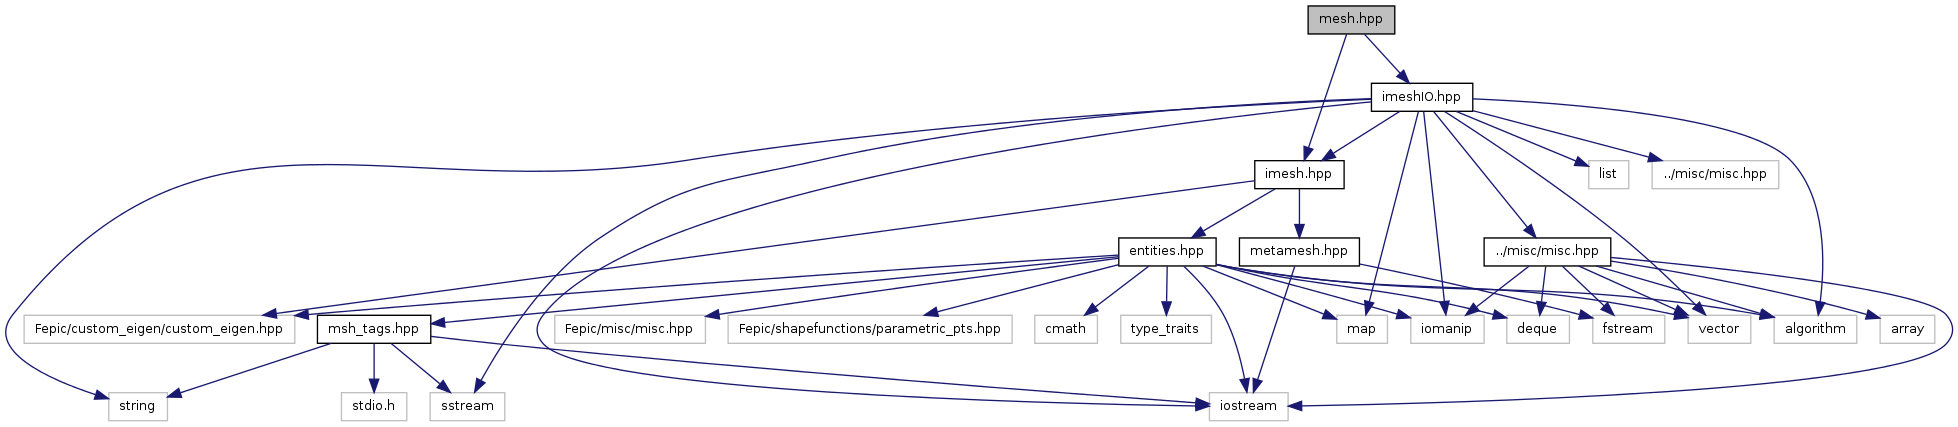 mesh.hpp
imeshIO.hpp
imesh.hpp
list
../misc/misc.hpp
entities.hpp
metamesh.hpp
../misc/misc.hpp
Fepic/custom_eigen/custom_eigen.hpp
msh_tags.hpp
Fepic/misc/misc.hpp
Fepic/shapefunctions/parametric_pts.hpp
cmath
type_traits
map
iomanip
deque
fstream
vector
algorithm
array
string
stdio.h
sstream
iostream